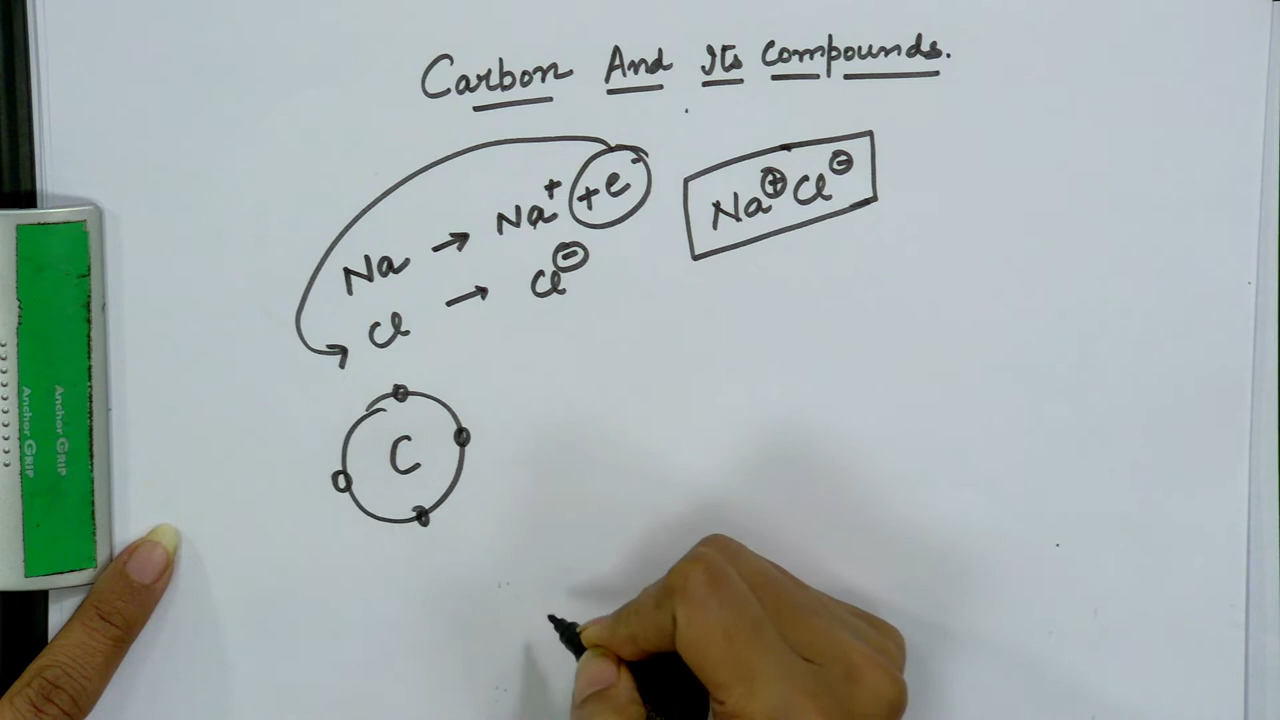 Carbon And Its Compounds.
Na → Na⁺ + e⁻
Na⊕Cl⊖
Cl → Cl⊖
C
Anchor GRIP
Anchor GRIP